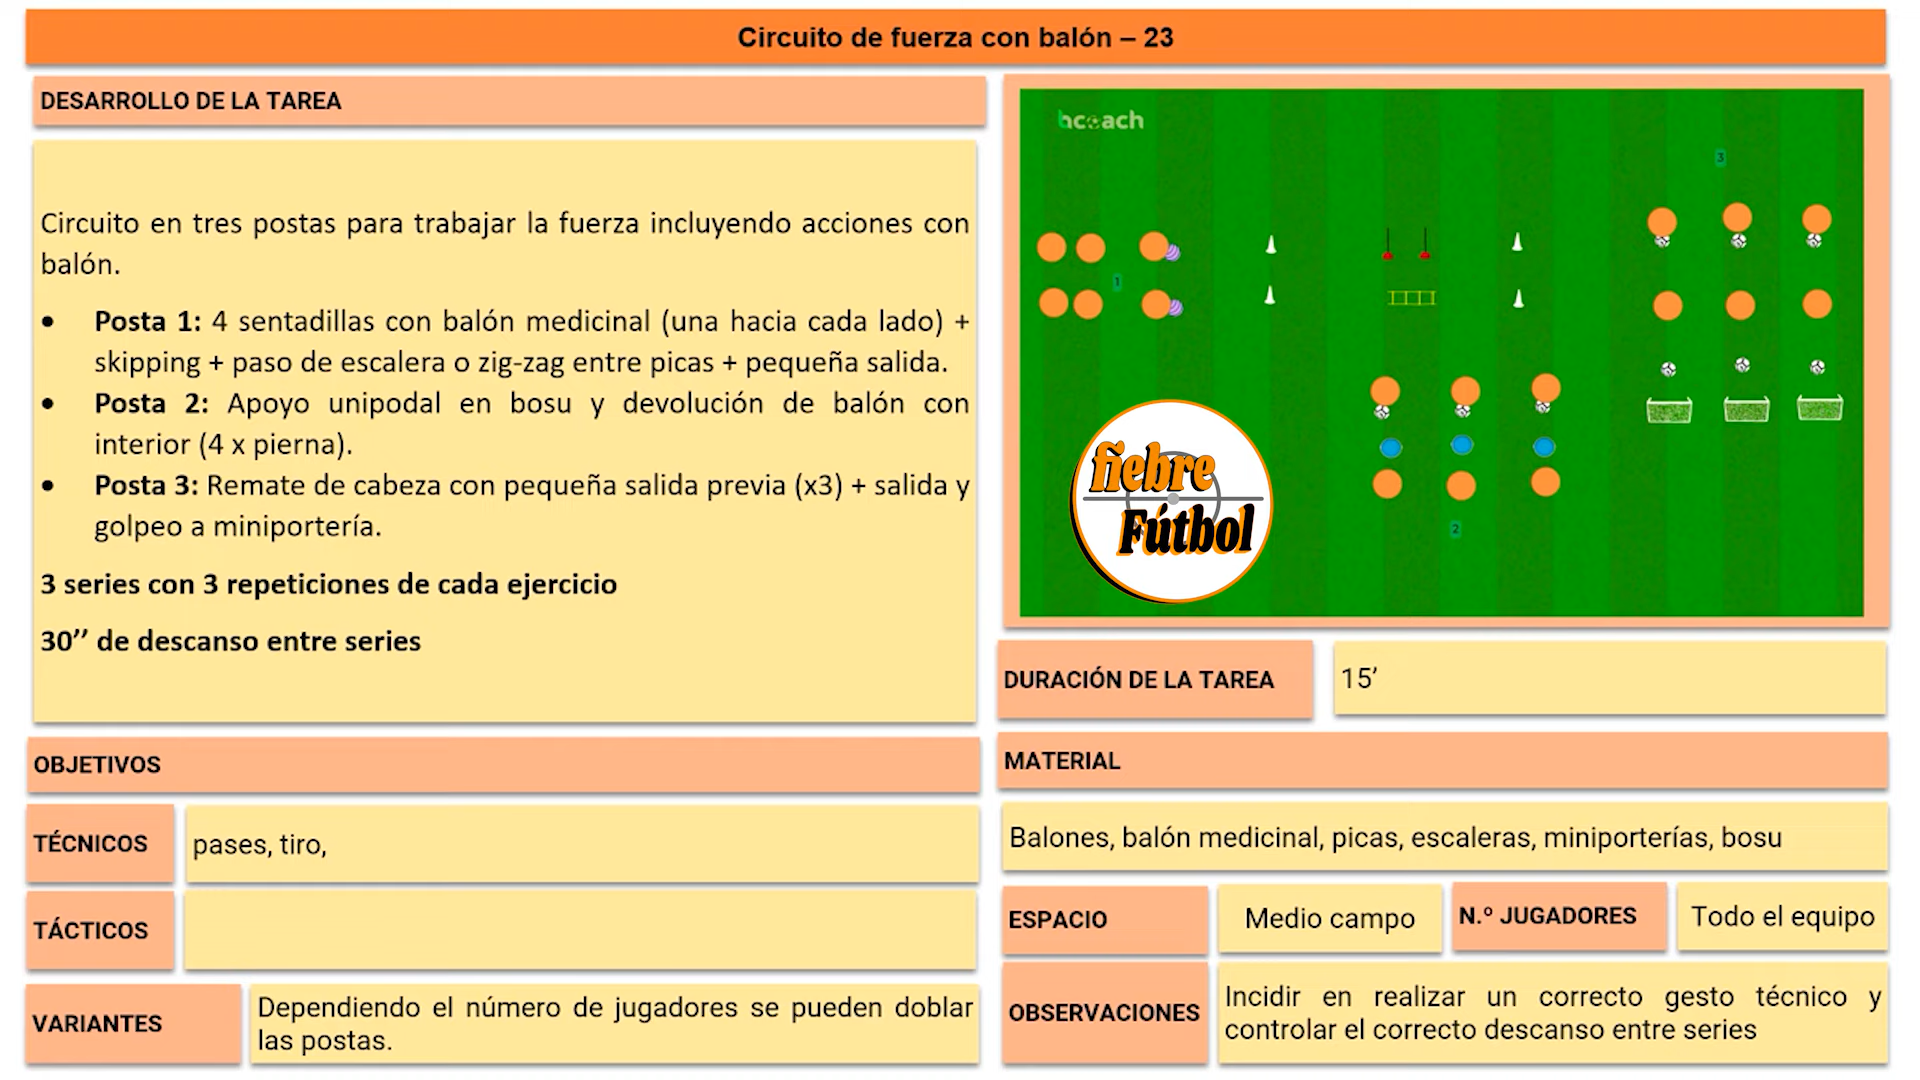 Circuito de fuerza con balón – 23
DESARROLLO DE LA TAREA
Circuito en tres postas para trabajar la fuerza incluyendo acciones con
balón.
• Posta 1: 4 sentadillas con balón medicinal (una hacia cada lado) +
skipping + paso de escalera o zig-zag entre picas + pequeña salida.
• Posta 2: Apoyo unipodal en bosu y devolución de balón con
interior (4 x pierna).
• Posta 3: Remate de cabeza con pequeña salida previa (x3) + salida y
golpeo a miniportería.
3 series con 3 repeticiones de cada ejercicio
30’’ de descanso entre series
bcoach
3
1
2
fiebre
Fútbol
DURACIÓN DE LA TAREA
15’
OBJETIVOS
TÉCNICOS
pases, tiro,
TÁCTICOS
VARIANTES
Dependiendo el número de jugadores se pueden doblar
las postas.
MATERIAL
Balones, balón medicinal, picas, escaleras, miniporterías, bosu
ESPACIO
Medio campo
N.º JUGADORES
Todo el equipo
OBSERVACIONES
Incidir en realizar un correcto gesto técnico y
controlar el correcto descanso entre series